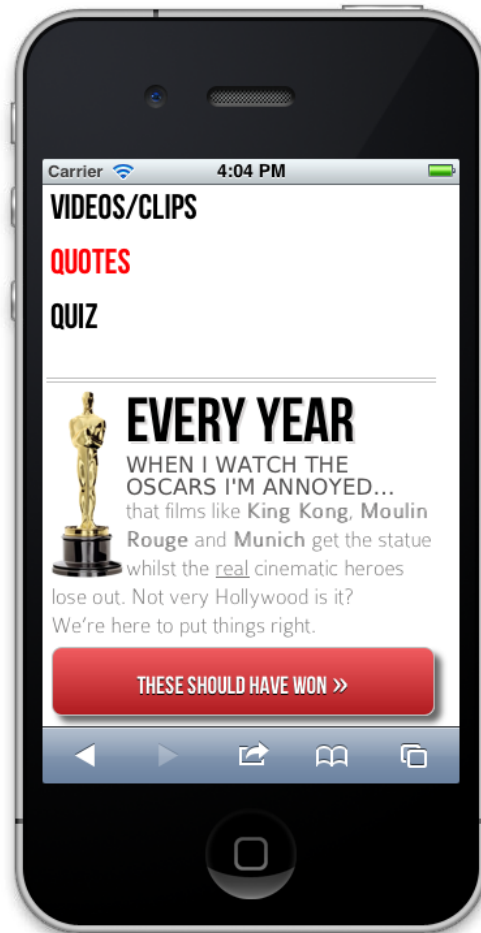 Carrier 4:04 PM
VIDEOS/CLIPS
QUOTES
QUIZ
EVERY YEAR
WHEN I WATCH THE
OSCARS I'M ANNOYED...
that films like King Kong, Moulin
Rouge and Munich get the statue
whilst the real cinematic heroes
lose out. Not very Hollywood is it?
We're here to put things right.
THESE SHOULD HAVE WON »